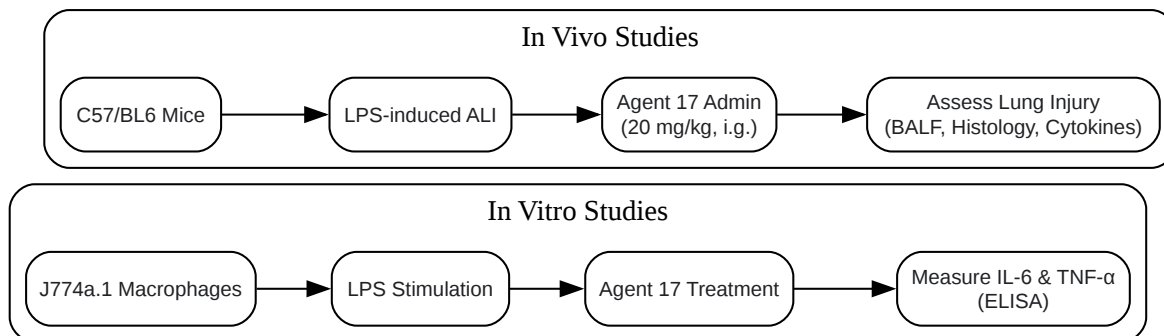 In Vivo Studies
C57/BL6 Mice
LPS-induced ALI
Agent 17 Admin
(20 mg/kg, i.g.)
Assess Lung Injury
(BALF, Histology, Cytokines)
In Vitro Studies
J774a.1 Macrophages
LPS Stimulation
Agent 17 Treatment
Measure IL-6 & TNF-α
(ELISA)